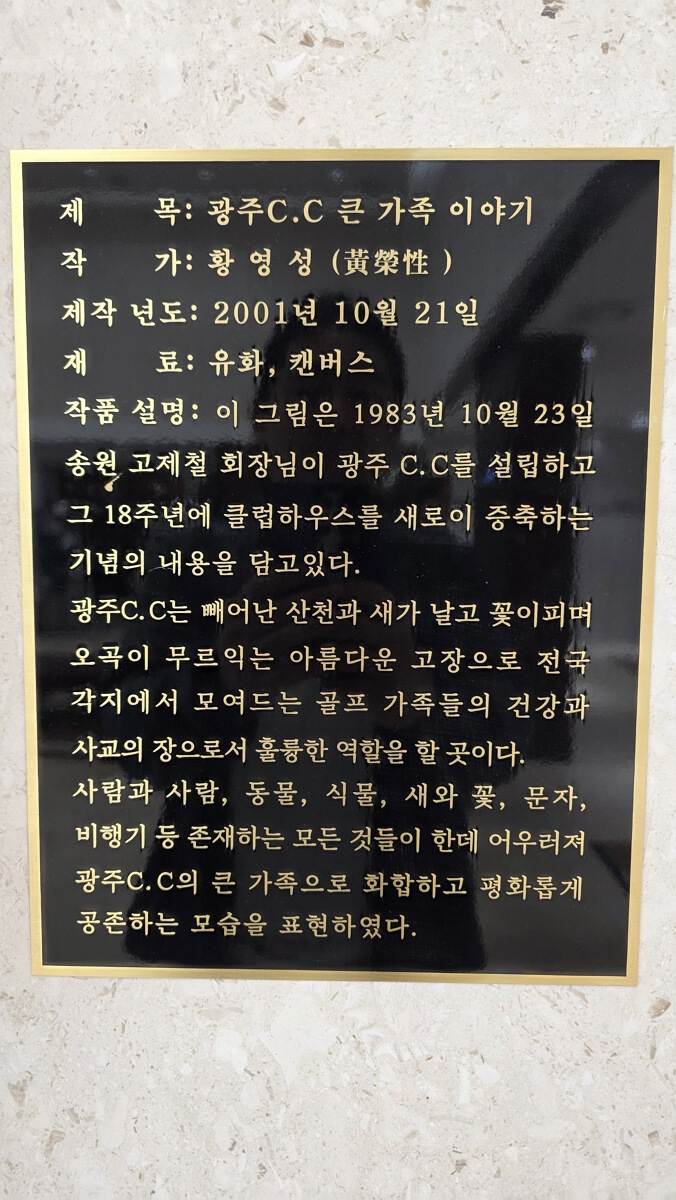 제 목: 광주C.C 큰 가족 이야기
작 가: 황 영 성 (黃榮性 )
제작 년도: 2001년 10월 21일
재 료: 유화, 캔버스
작품 설명: 이 그림은 1983년 10월 23일
송원 고제철 회장님이 광주 C.C를 설립하고
그 18주년에 클럽하우스를 새로이 증축하는
기념의 내용을 담고있다.
광주C.C는 빼어난 산천과 새가 날고 꽃이피며
오곡이 무르익는 아름다운 고장으로 전국
각지에서 모여드는 골프 가족들의 건강과
사교의 장으로서 훌륭한 역할을 할 곳이다.
사람과 사람, 동물, 식물, 새와 꽃, 문자,
비행기 등 존재하는 모든 것들이 한데 어우러져
광주C.C의 큰 가족으로 화합하고 평화롭게
공존하는 모습을 표현하였다.